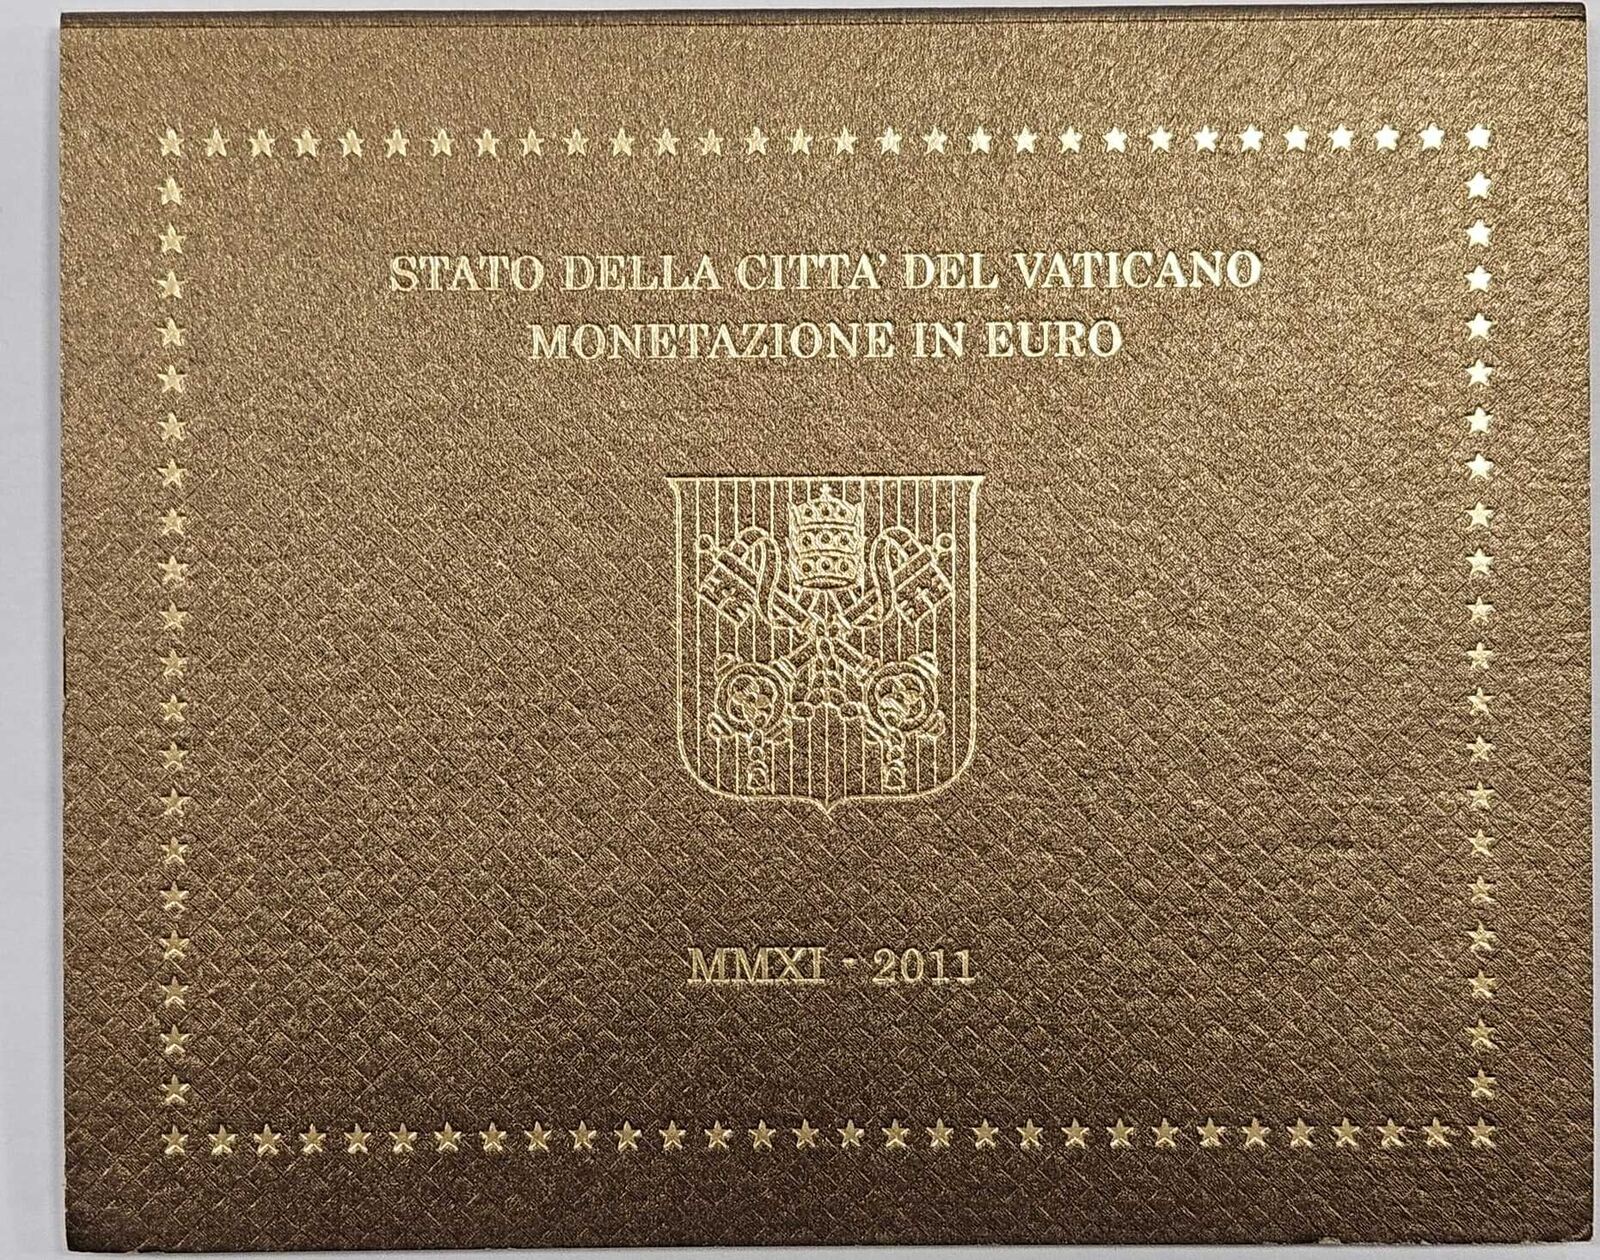 STATO DELLA CITTA' DEL VATICANO
MONETAZIONE IN EURO
MMXI - 2011